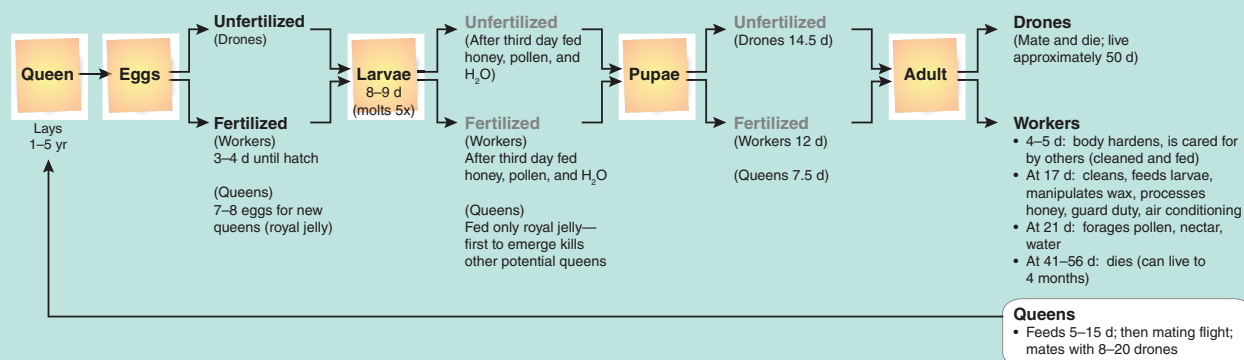 Queen
Lays
1–5 yr
Eggs
Unfertilized
(Drones)
Fertilized
(Workers)
3–4 d until hatch
(Queens)
7–8 eggs for new
queens (royal jelly)
Larvae
8–9 d
(molts 5x)
Unfertilized
(After third day fed
honey, pollen, and
H₂O)
Fertilized
(Workers)
After third day fed
honey, pollen, and H₂O
(Queens)
Fed only royal jelly—
first to emerge kills
other potential queens
Pupae
Unfertilized
(Drones 14.5 d)
Fertilized
(Workers 12 d)
(Queens 7.5 d)
Adult
Drones
(Mate and die; live
approximately 50 d)
Workers
• 4–5 d: body hardens, is cared for
by others (cleaned and fed)
• At 17 d: cleans, feeds larvae,
manipulates wax, processes
honey, guard duty, air conditioning
• At 21 d: forages pollen, nectar,
water
• At 41–56 d: dies (can live to
4 months)
Queens
• Feeds 5–15 d; then mating flight;
mates with 8–20 drones